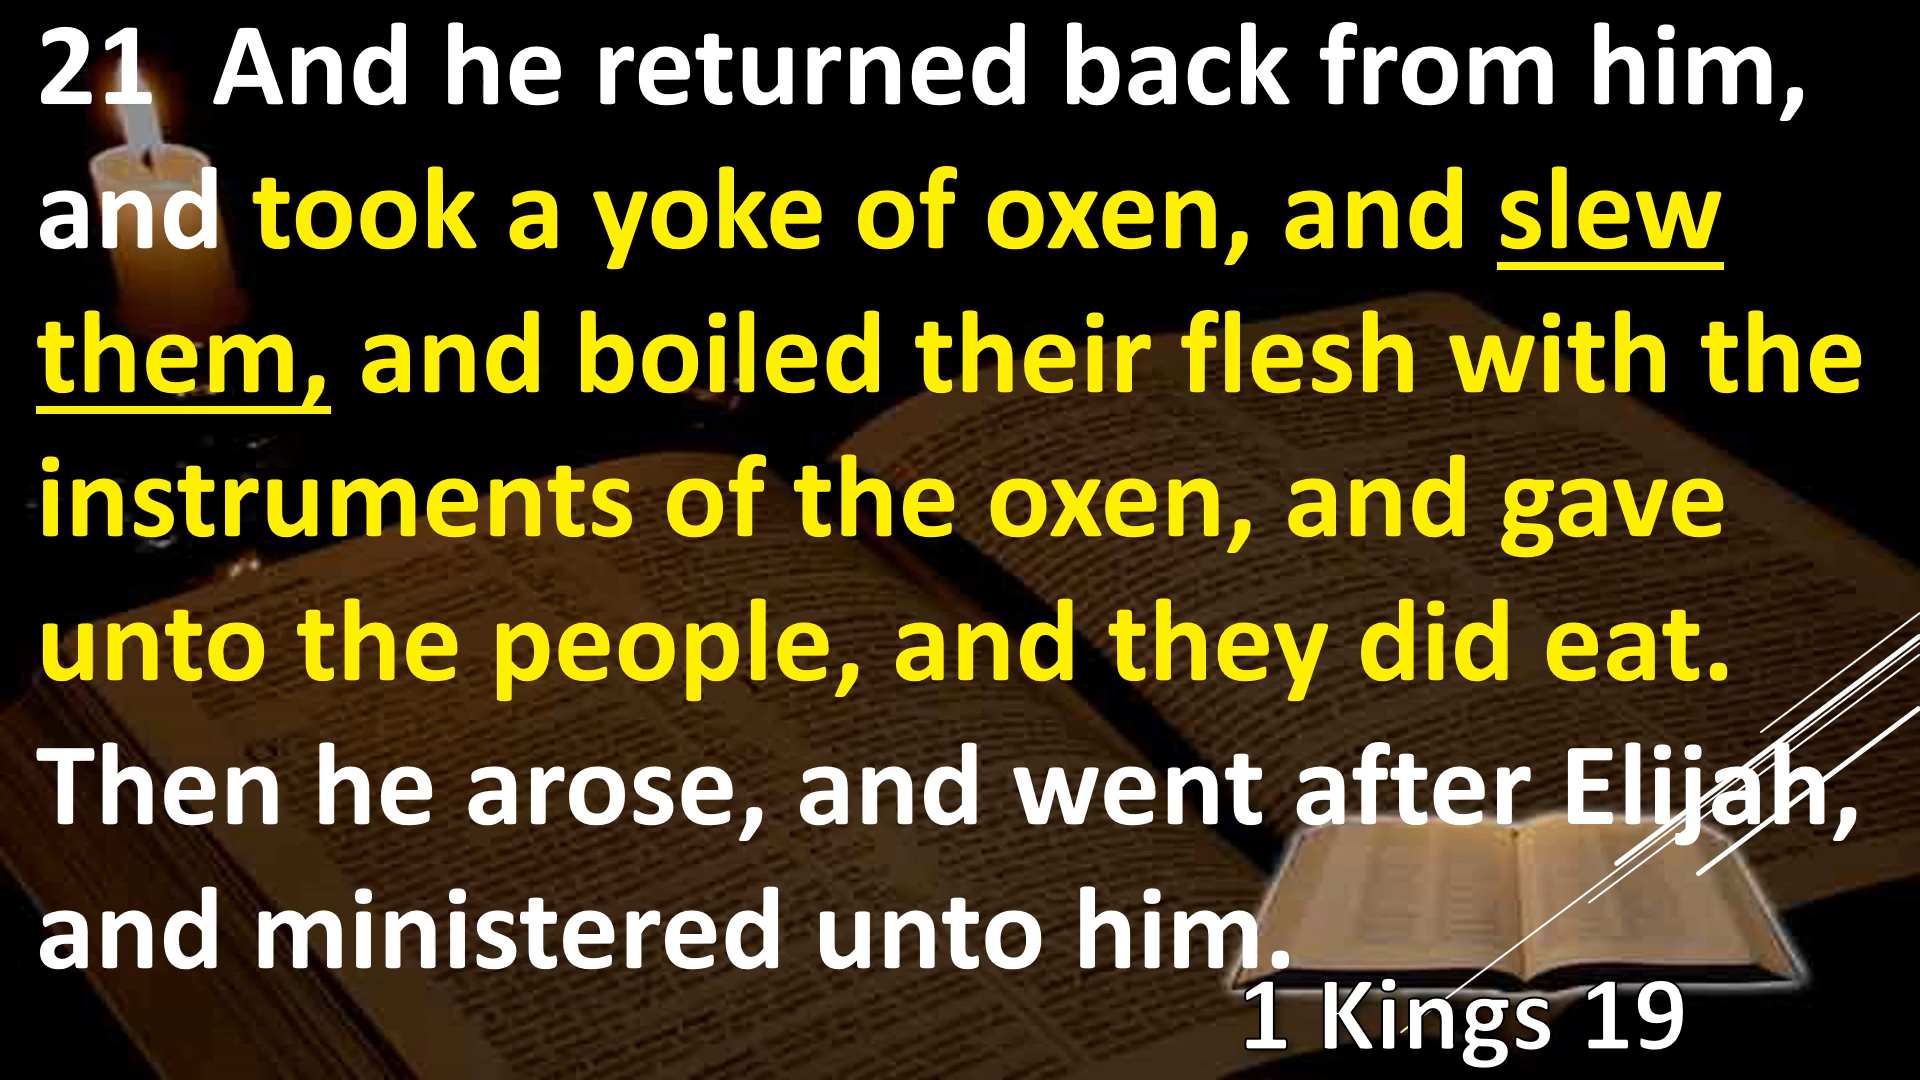 21  And he returned back from him,
and took a yoke of oxen, and slew
them, and boiled their flesh with the
instruments of the oxen, and gave
unto the people, and they did eat.
Then he arose, and went after Elijah,
and ministered unto him.
1 Kings 19